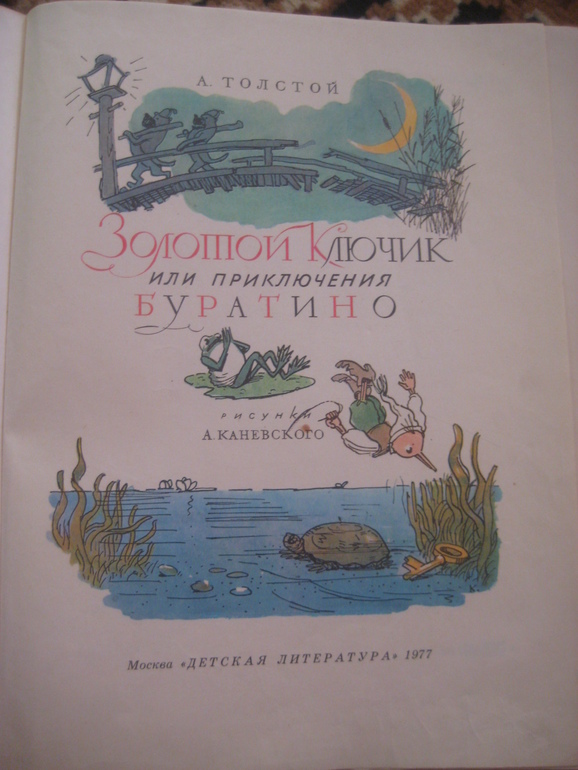 А. ТОЛСТОЙ
ЗОЛОТОЙ КЛЮЧИК
ИЛИ ПРИКЛЮЧЕНИЯ
БУРАТИНО
РИСУНКИ
А. КАНЕВСКОГО
Москва «ДЕТСКАЯ ЛИТЕРАТУРА» 1977